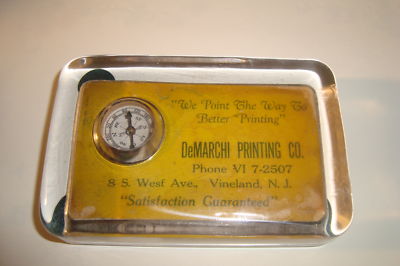 "We Point The Way To
Better Printing"
DeMARCHI PRINTING CO.
Phone VI 7-2507
8 S. West Ave., Vineland, N. J.
"Satisfaction Guaranteed"